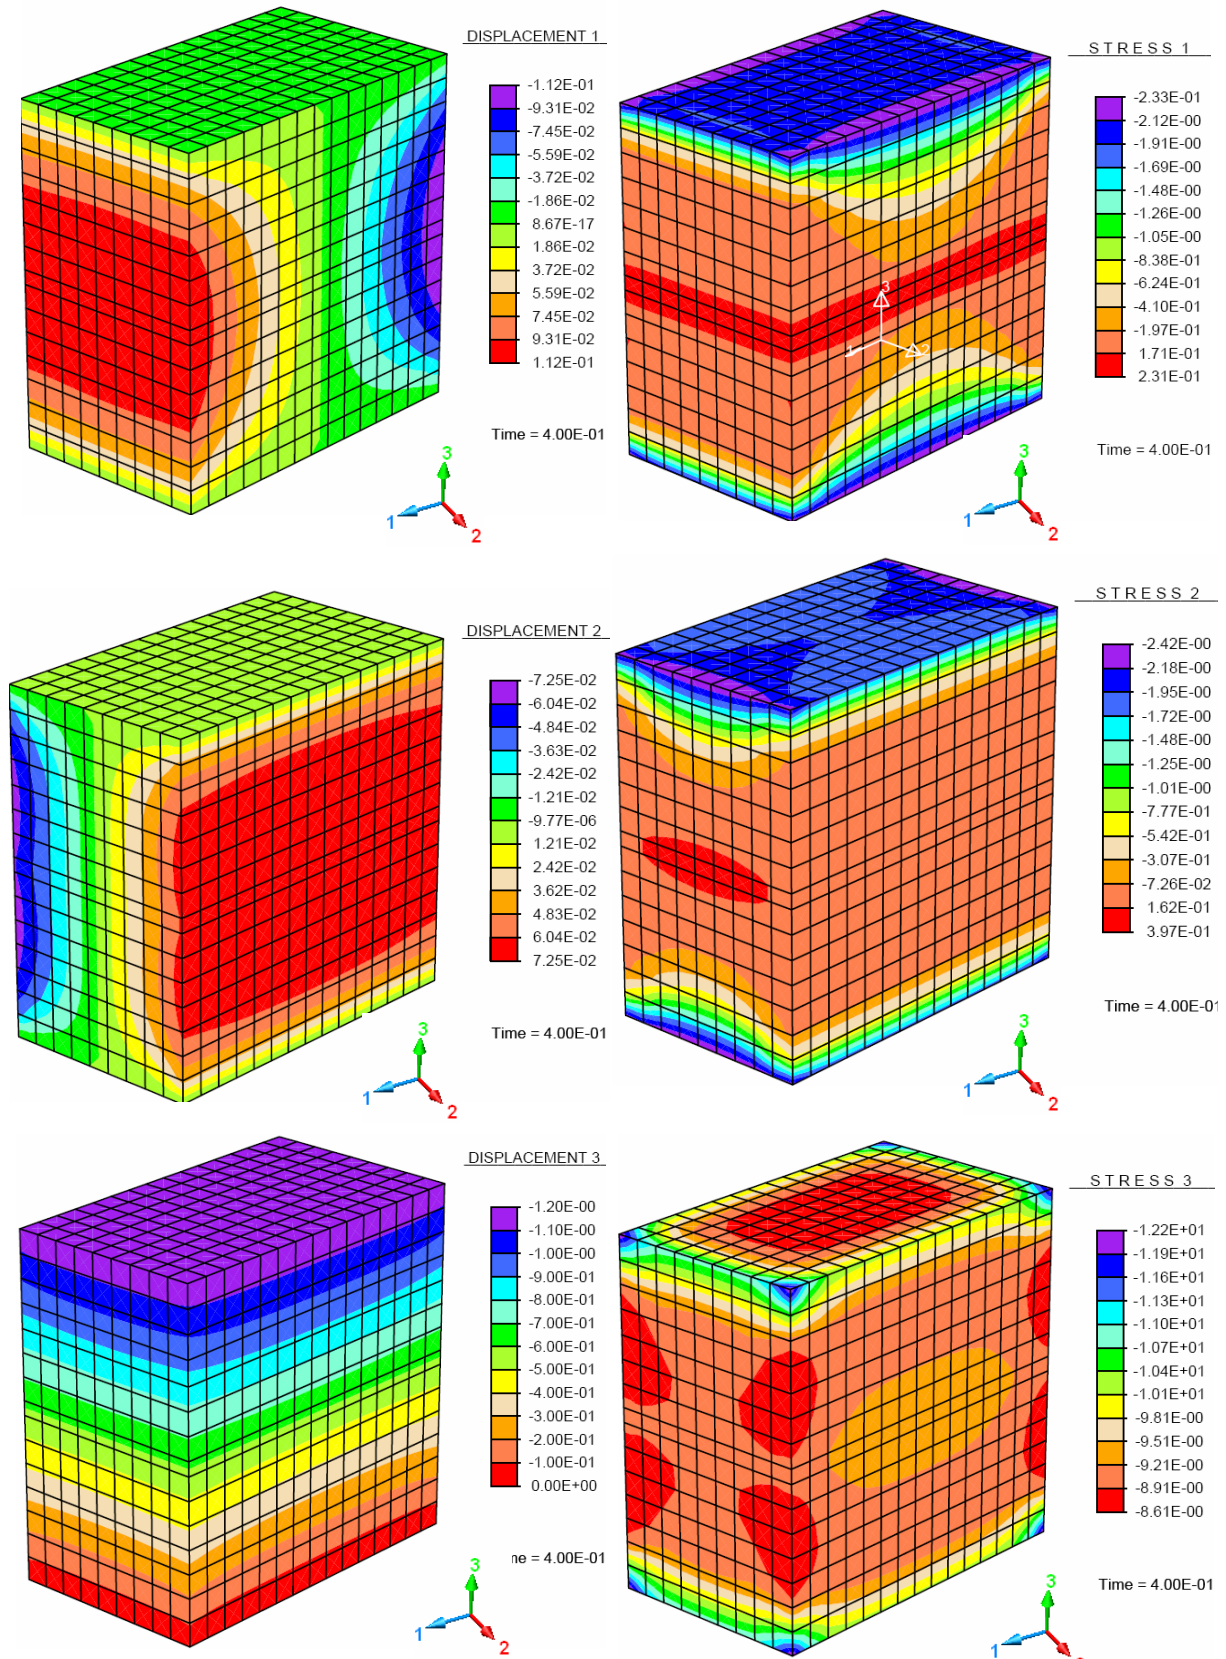 DISPLACEMENT 1
-1.12E-01
-9.31E-02
-7.45E-02
-5.59E-02
-3.72E-02
-1.86E-02
8.67E-17
1.86E-02
3.72E-02
5.59E-02
7.45E-02
9.31E-02
1.12E-01
Time = 4.00E-01
3
1
2
STRESS 1
-2.33E-01
-2.12E-00
-1.91E-00
-1.69E-00
-1.48E-00
-1.26E-00
-1.05E-00
-8.38E-01
-6.24E-01
-4.10E-01
-1.97E-01
1.71E-01
2.31E-01
3
2
Time = 4.00E-01
3
1
2
DISPLACEMENT 2
-7.25E-02
-6.04E-02
-4.84E-02
-3.63E-02
-2.42E-02
-1.21E-02
-9.77E-06
1.21E-02
2.42E-02
3.62E-02
4.83E-02
6.04E-02
7.25E-02
Time = 4.00E-01
3
1
2
STRESS 2
-2.42E-00
-2.18E-00
-1.95E-00
-1.72E-00
-1.48E-00
-1.25E-00
-1.01E-00
-7.77E-01
-5.42E-01
-3.07E-01
-7.26E-02
1.62E-01
3.97E-01
Time = 4.00E-01
3
1
2
DISPLACEMENT 3
-1.20E-00
-1.10E-00
-1.00E-00
-9.00E-01
-8.00E-01
-7.00E-01
-6.00E-01
-5.00E-01
-4.00E-01
-3.00E-01
-2.00E-01
-1.00E-01
0.00E+00
ne = 4.00E-01
3
1
2
STRESS 3
-1.22E+01
-1.19E+01
-1.16E+01
-1.13E+01
-1.10E+01
-1.07E+01
-1.04E+01
-1.01E+01
-9.81E-00
-9.51E-00
-9.21E-00
-8.91E-00
-8.61E-00
Time = 4.00E-01
3
1